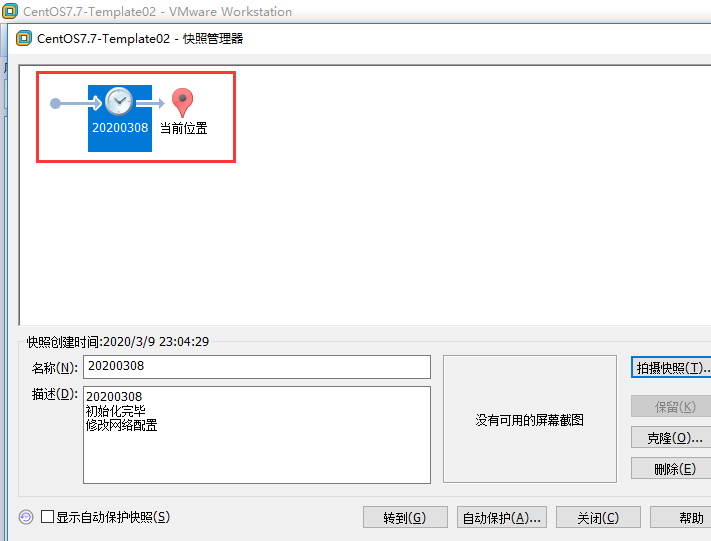 CentOS7.7-Template02 - VMware Workstation
CentOS7.7-Template02 - 快照管理器
20200308
当前位置
快照创建时间:2020/3/9 23:04:29
名称(N):
20200308
拍摄快照(T)...
描述(D):
20200308
初始化完毕
修改网络配置
没有可用的屏幕截图
保留(K)
克隆(O)...
删除(E)
显示自动保护快照(S)
转到(G)
自动保护(A)...
关闭(C)
帮助